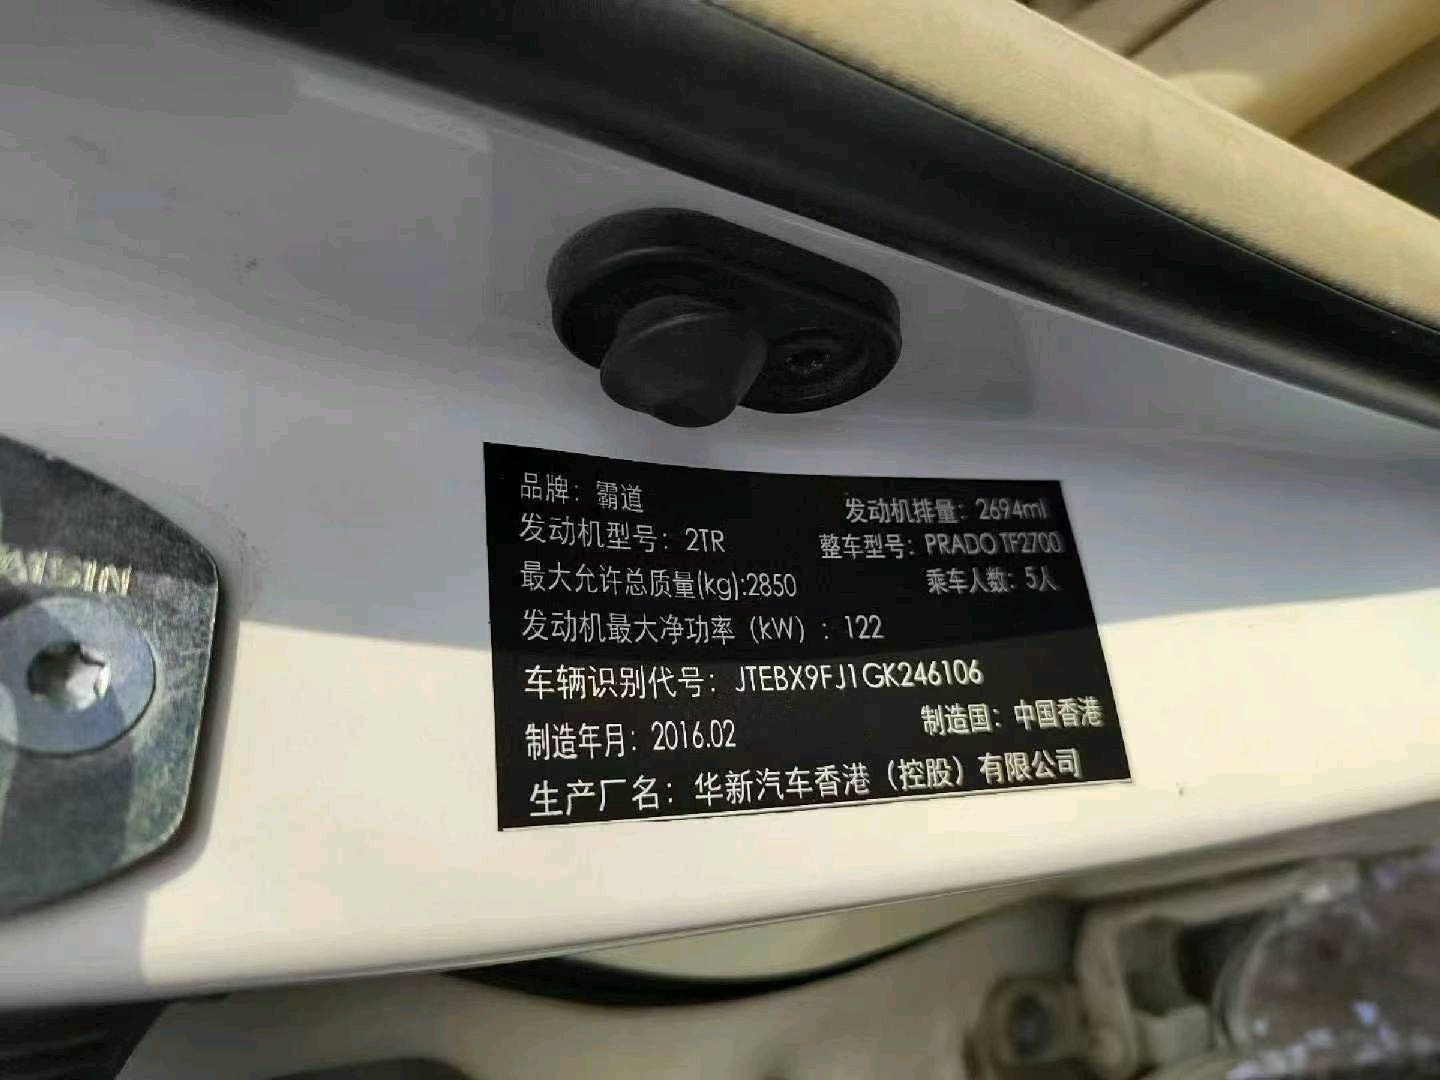 AISIN
品牌：霸道
发动机型号：2TR 发动机排量：2694ml
最大允许总质量(kg):2850 整车型号：PRADO TF2700
发动机最大净功率（kW）：122 乘车人数：5人
车辆识别代号：JTEBX9FJ1GK246106
制造年月：2016.02 制造国：中国香港
生产厂名：华新汽车香港（控股）有限公司